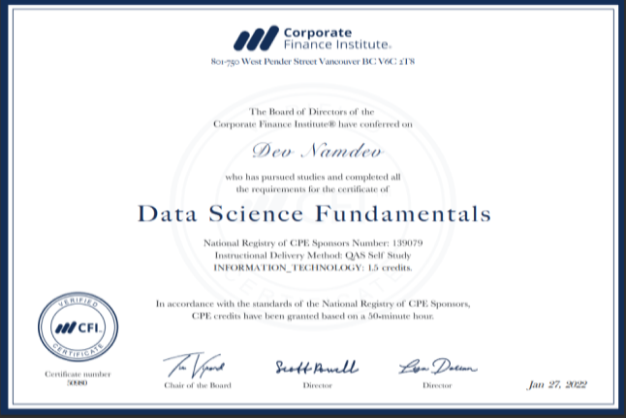 Corporate
Finance Institute®
801-750 West Pender Street Vancouver BC V6C 1T8
The Board of Directors of the
Corporate Finance Institute® have conferred on
Dev Namdev
who has pursued studies and completed all
the requirements for the certificate of
Data Science Fundamentals
National Registry of CPE Sponsors Number: 139079
Instructional Delivery Method: QAS Self Study
INFORMATION_TECHNOLOGY: 1.5 credits.
In accordance with the standards of the National Registry of CPE Sponsors,
CPE credits have been granted based on a 50-minute hour.
VERIFIED
CFI
CERTIFICATE
Certificate number
Scott Powell
Chair of the Board
Director
Director
Jan 27, 2022